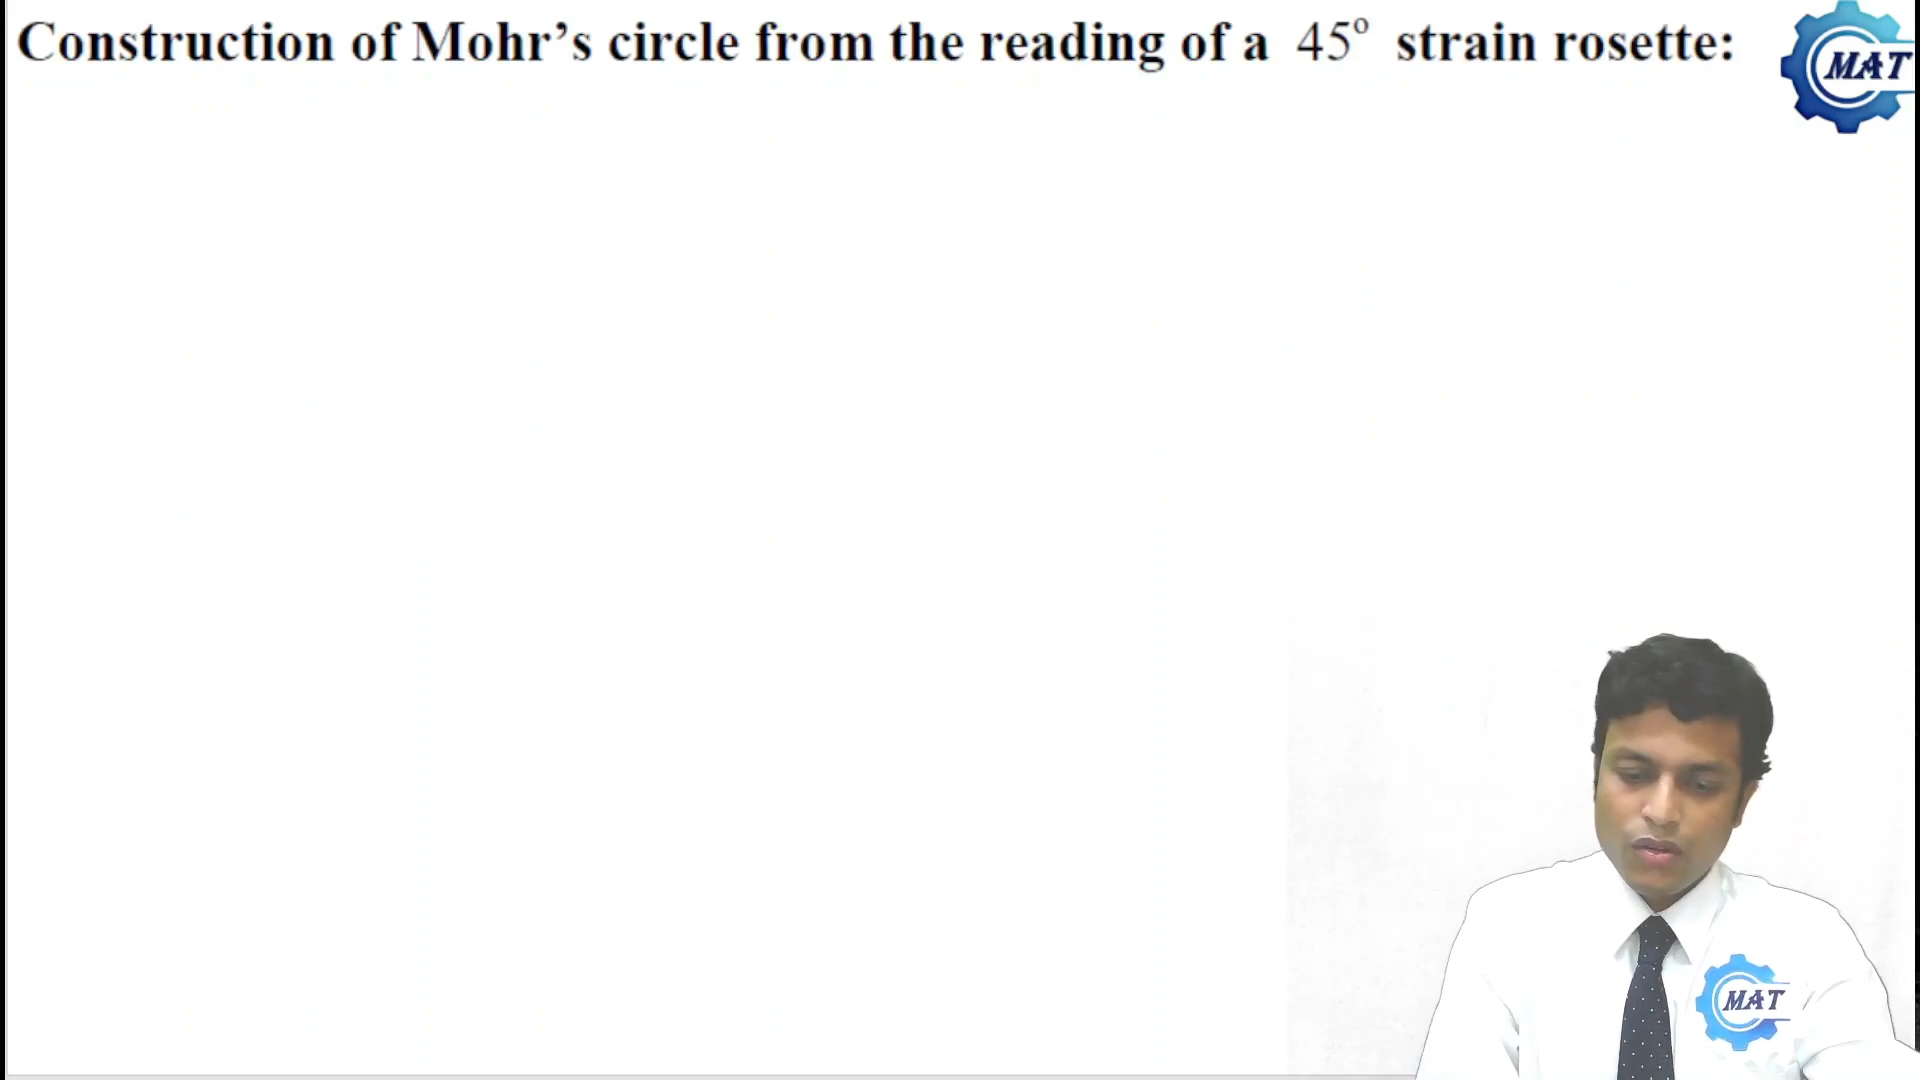 Construction of Mohr’s circle from the reading of a 45° strain rosette:
MAT
MAT